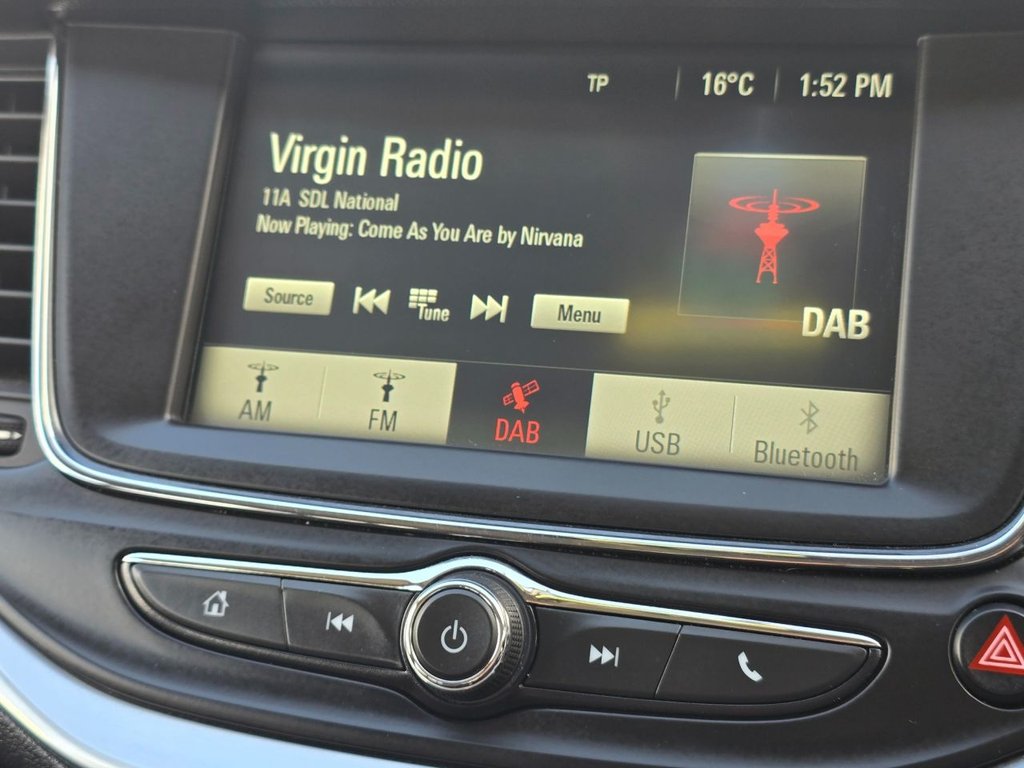 TP 16°C 1:52 PM
Virgin Radio
11A SDL National
Now Playing: Come As You Are by Nirvana
Source Tune Menu
DAB
AM FM DAB USB Bluetooth